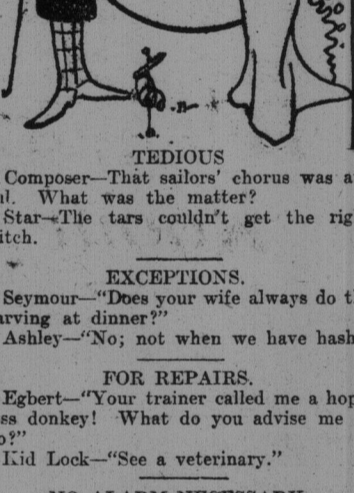 TEDIOUS
Composer—That sailors' chorus was a
What was the matter?
Star—The tars couldn't get the rig
itch.
EXCEPTIONS.
Seymour—"Does your wife always do t
arving at dinner?"
Ashley—"No; not when we have hash
FOR REPAIRS.
Egbert—"Your trainer called me a hop
ss donkey! What do you advise me
o?"
Kid Lock—"See a veterinary."